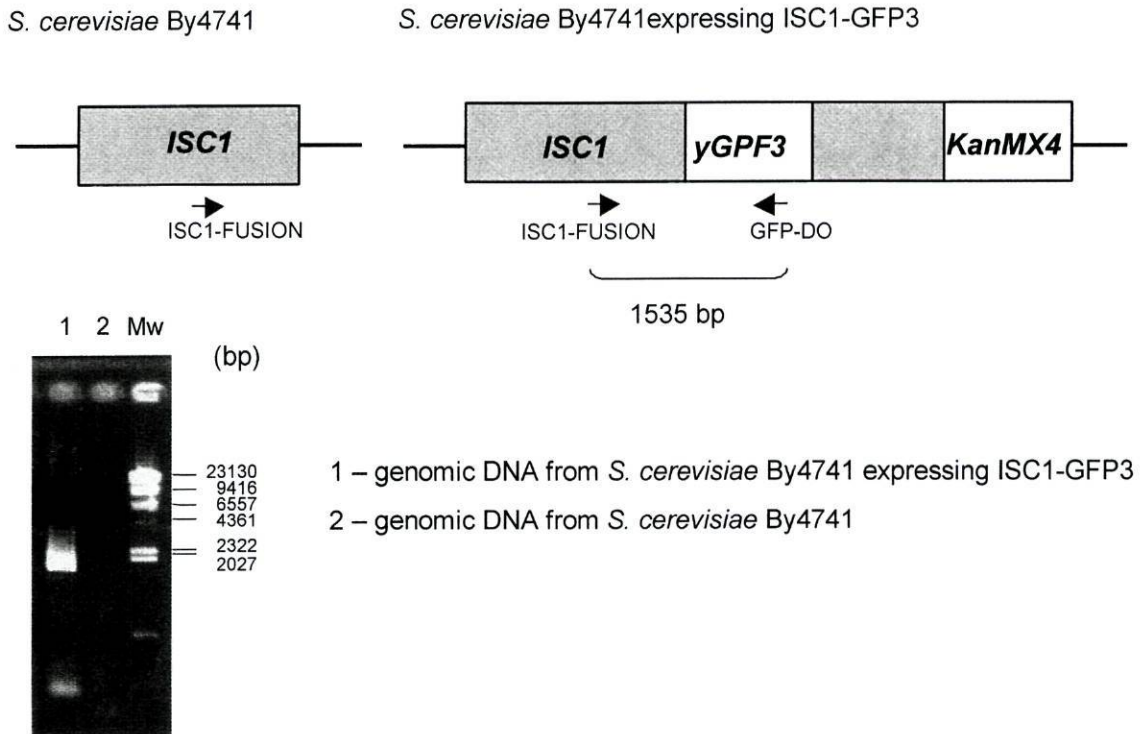 S. cerevisiae By4741
S. cerevisiae By4741expressing ISC1-GFP3
ISC1
ISC1 yGPF3 KanMX4
ISC1-FUSION
ISC1-FUSION GFP-DO
1535 bp
1 2 Mw
(bp)
23130
9416
6557
4361
2322
2027
1 – genomic DNA from S. cerevisiae By4741 expressing ISC1-GFP3
2 – genomic DNA from S. cerevisiae By4741